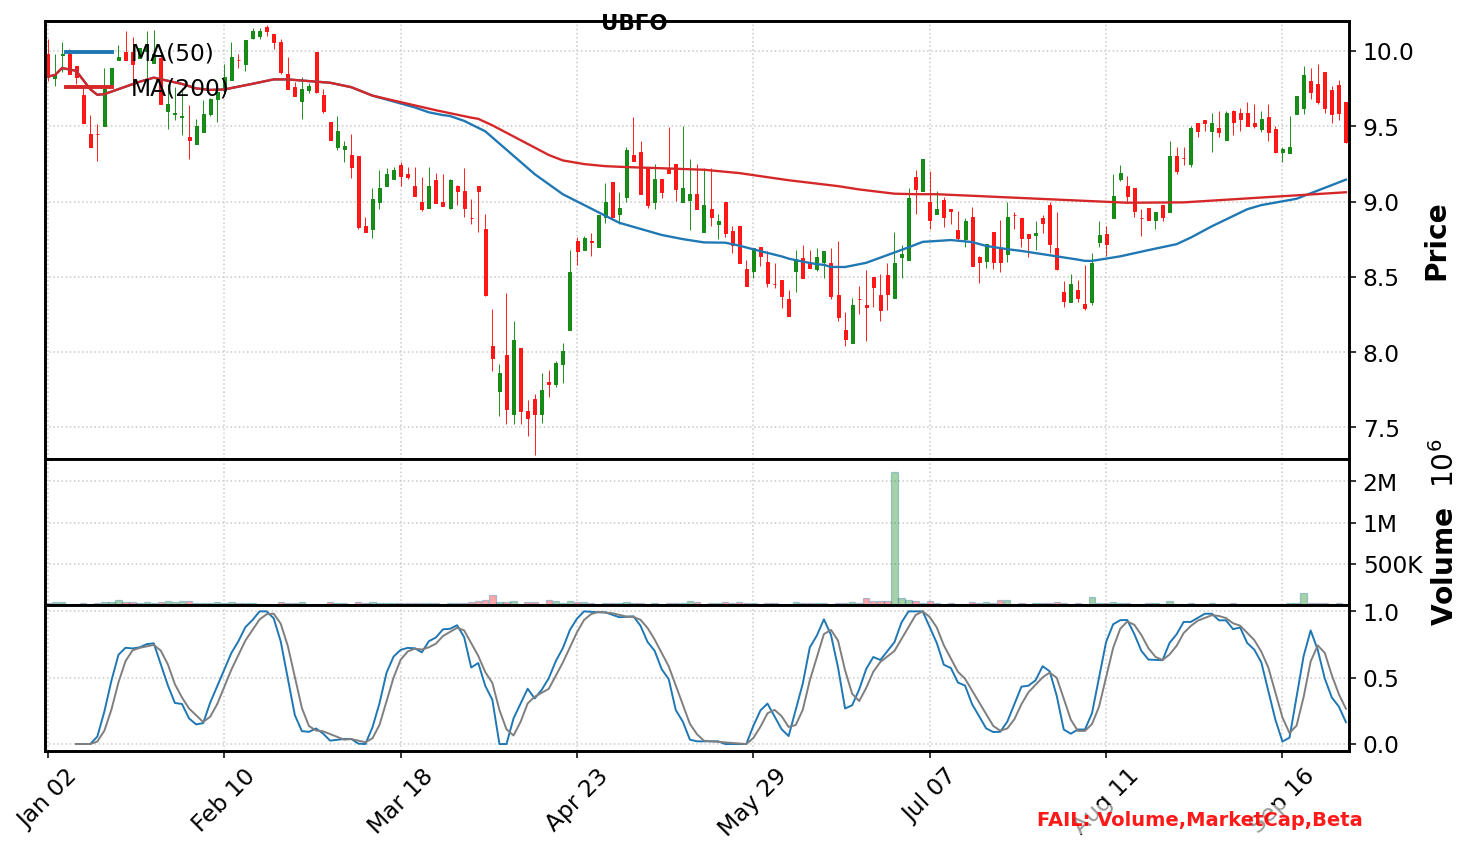 UBFO
MA(50)
MA(200)
10.0
9.5
9.0
8.5
8.0
7.5
Price
2M
1M
500K
Volume 10⁶
1.0
0.5
0.0
Jan 02
Feb 10
Mar 18
Apr 23
May 29
Jul 07
Aug 11
Sep 16
FAIL: Volume,MarketCap,Beta